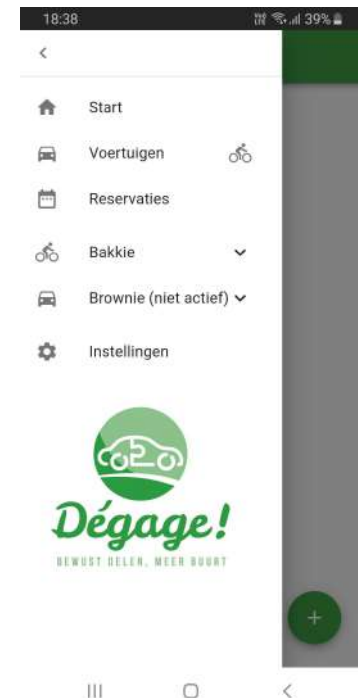 18:38 39%
Start
Voertuigen
Reservaties
Bakkie
Brownie (niet actief)
Instellingen
Dégage!
BEWUST DELEN, MEER BUURT
+